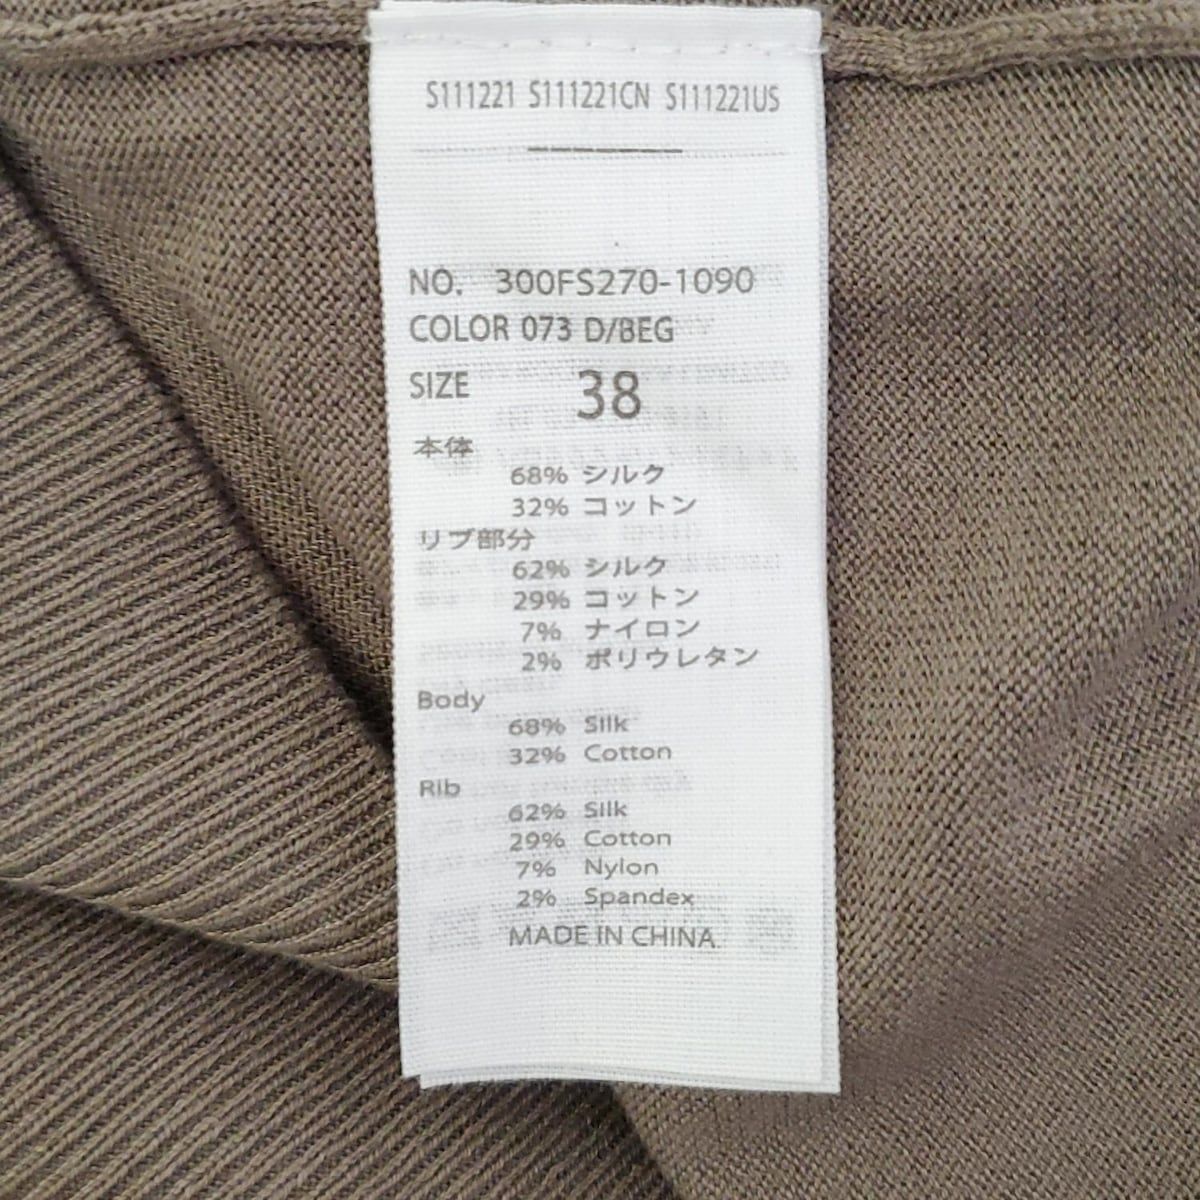 S111221 S111221CN S111221US
NO. 300FS270-1090
COLOR 073 D/BEG
SIZE 38
本体
68% シルク
32% コットン
リブ部分
62% シルク
29% コットン
7% ナイロン
2% ポリウレタン
Body
68% Silk
32% Cotton
Rib
62% Silk
29% Cotton
7% Nylon
2% Spandex
MADE IN CHINA